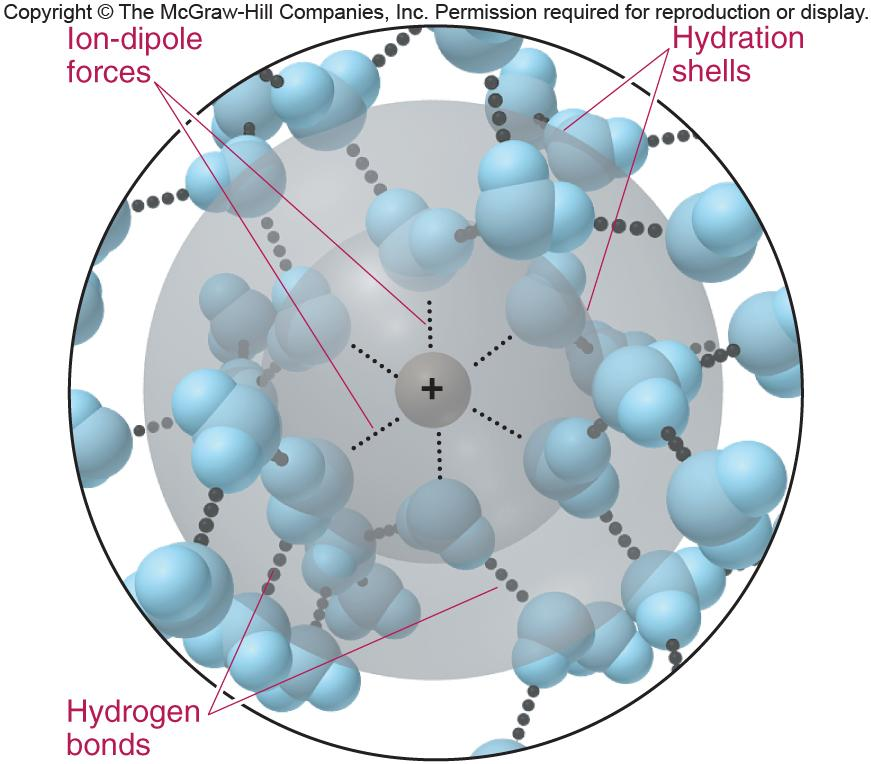 Copyright © The McGraw-Hill Companies, Inc. Permission required for reproduction or display.
Ion-dipole
forces
Hydration
shells
+
Hydrogen
bonds